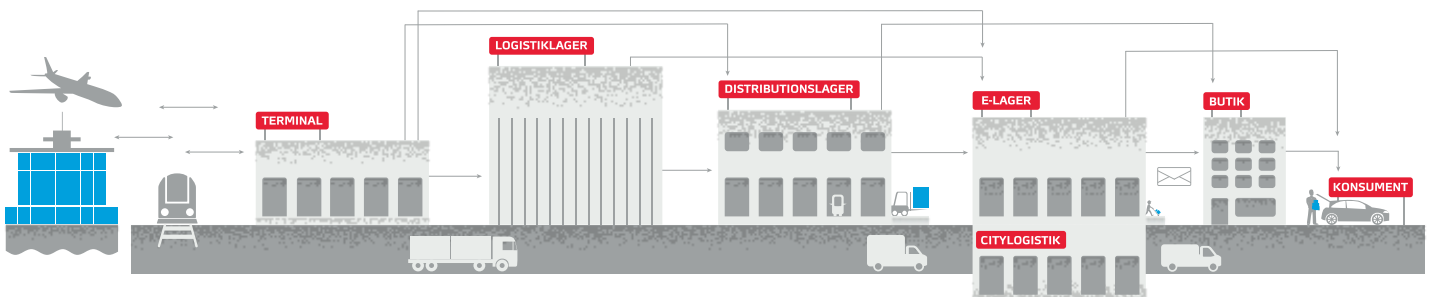 TERMINAL
LOGISTIKLAGER
DISTRIBUTIONSLAGER
E-LAGER
CITYLOGISTIK
BUTIK
KONSUMENT